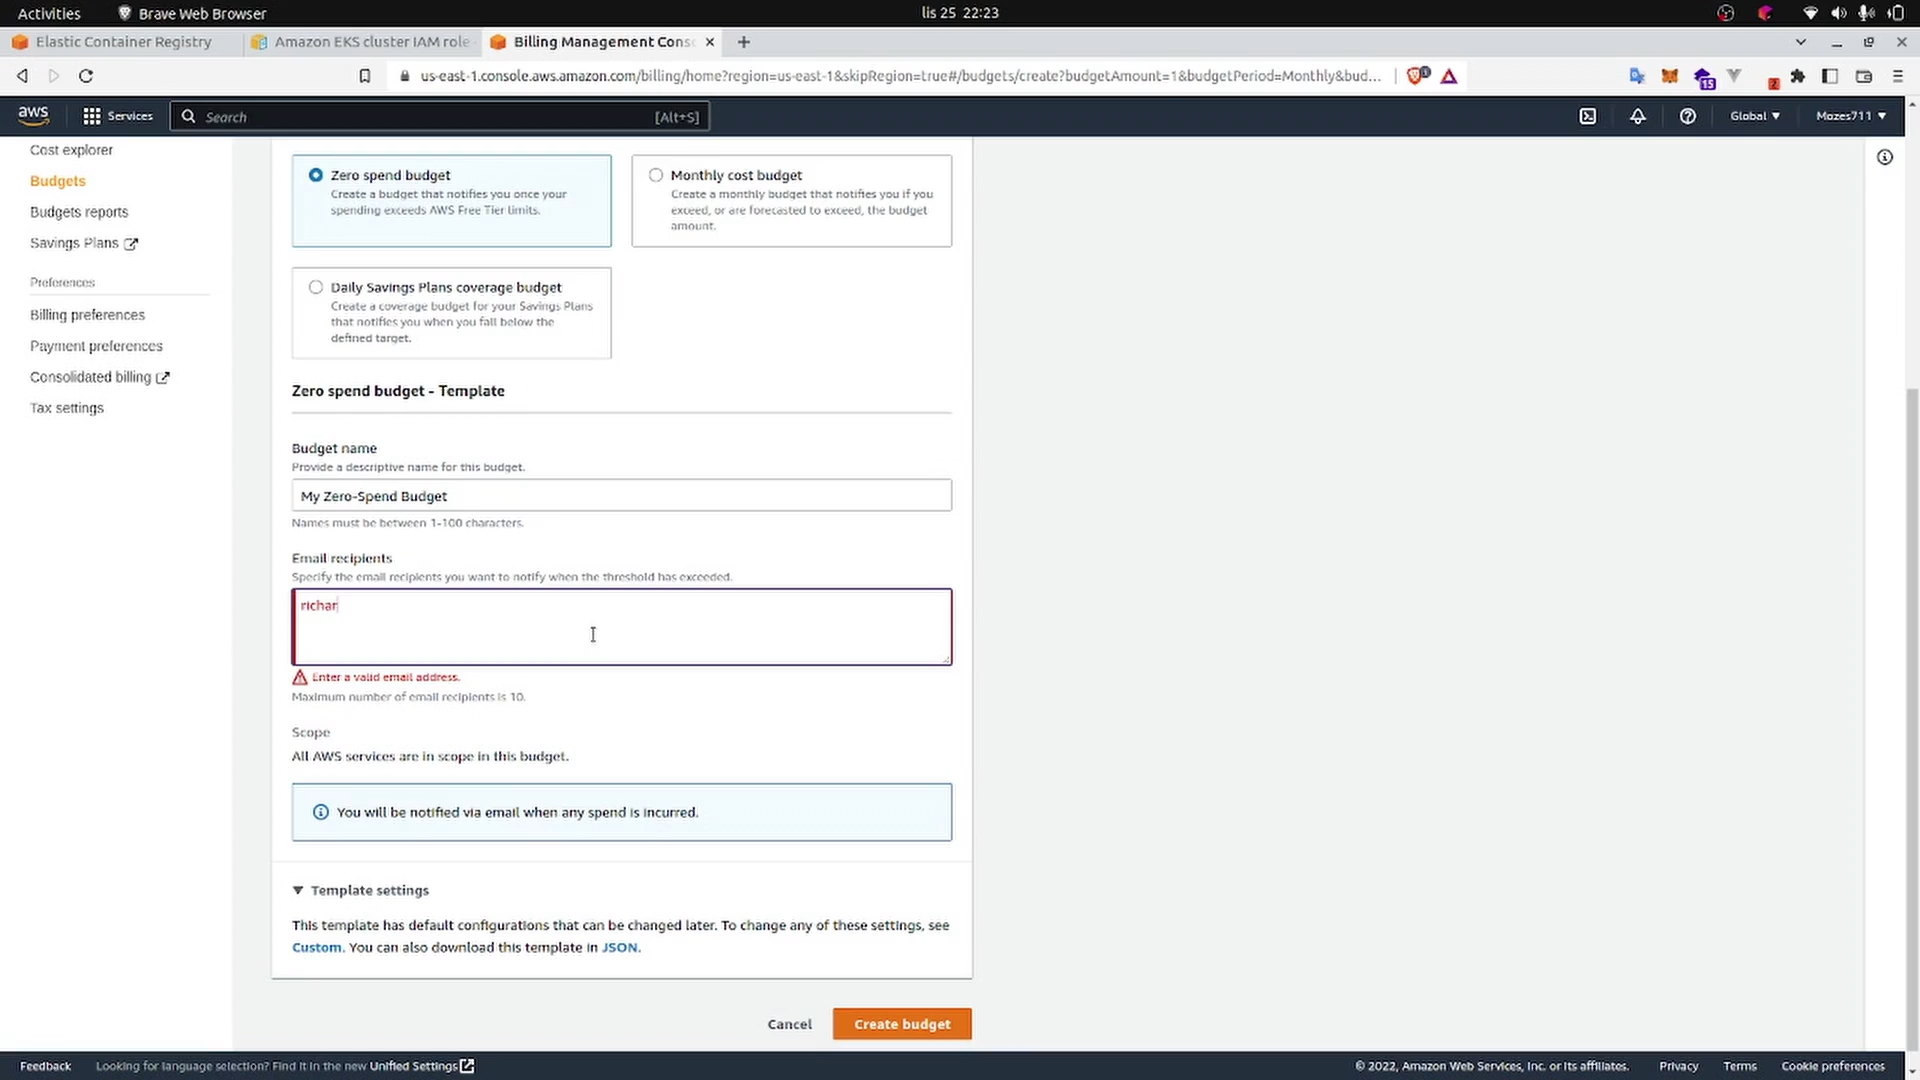 Activities
Brave Web Browser
lis 25 22:23
Elastic Container Registry
Amazon EKS cluster IAM role
Billing Management Cons
us-east-1.console.aws.amazon.com/billing/home?region=us-east-1&skipRegion=true#/budgets/create?budgetAmount=1&budgetPeriod=Monthly&bud...
15
2
aws
Services
Search
[Alt+S]
Global
Mazes711
Cost explorer
Budgets
Budgets reports
Savings Plans
Preferences
Billing preferences
Payment preferences
Consolidated billing
Tax settings
Zero spend budget
Create a budget that notifies you once your
spending exceeds AWS Free Tier limits.
Monthly cost budget
Create a monthly budget that notifies you if you
exceed, or are forecasted to exceed, the budget
amount.
Daily Savings Plans coverage budget
Create a coverage budget for your Savings Plans
that notifies you when you fall below the
defined target.
Zero spend budget - Template
Budget name
Provide a descriptive name for this budget.
My Zero-Spend Budget
Names must be between 1-100 characters.
Email recipients
Specify the email recipients you want to notify when the threshold has exceeded.
richar
Enter a valid email address.
Maximum number of email recipients is 10.
Scope
All AWS services are in scope in this budget.
You will be notified via email when any spend is incurred.
Template settings
This template has default configurations that can be changed later. To change any of these settings, see
Custom. You can also download this template in JSON.
Cancel
Create budget
Feedback
Looking for language selection? Find it in the new Unified Settings
© 2022, Amazon Web Services, Inc. or its affiliates.
Privacy
Terms
Cookie preferences